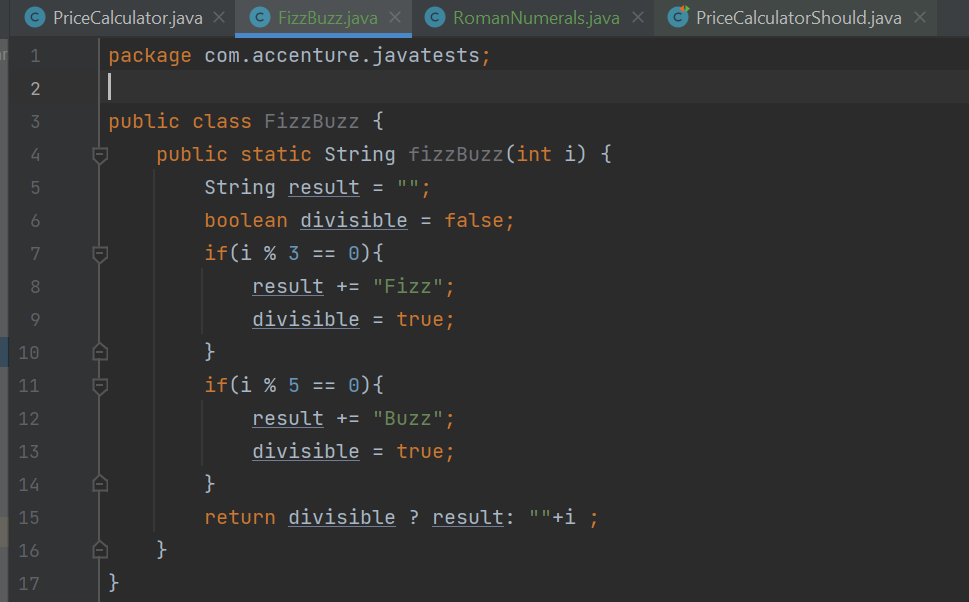 PriceCalculator.java FizzBuzz.java RomanNumerals.java PriceCalculatorShould.java
1 package com.accenture.javatests;
2
3 public class FizzBuzz {
4 public static String fizzBuzz(int i) {
5 String result = "";
6 boolean divisible = false;
7 if(i % 3 == 0){
8 result += "Fizz";
9 divisible = true;
10 }
11 if(i % 5 == 0){
12 result += "Buzz";
13 divisible = true;
14 }
15 return divisible ? result: ""+i ;
16 }
17 }